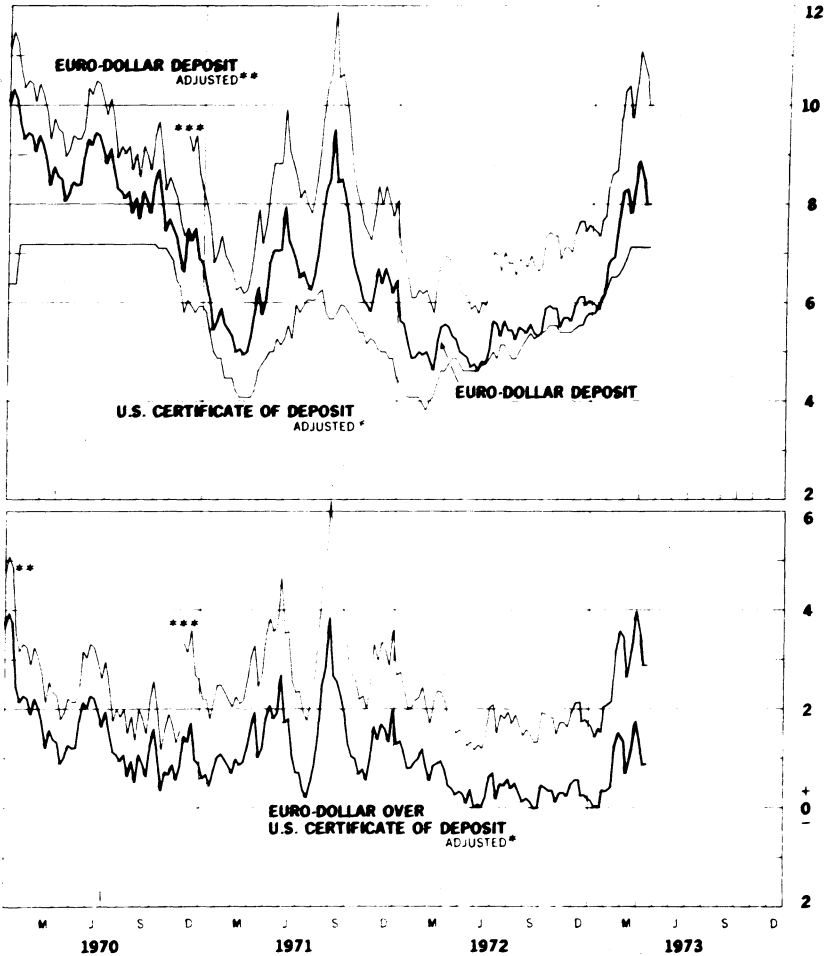 12
EURO-DOLLAR DEPOSIT
ADJUSTED**
***
10
8
6
EURO-DOLLAR DEPOSIT
U.S. CERTIFICATE OF DEPOSIT
ADJUSTED*
4
2
6
**
***
4
2
+
0
−
EURO-DOLLAR OVER
U.S. CERTIFICATE OF DEPOSIT
ADJUSTED*
2
M J S D M J S D M J S D M J S D
1970 1971 1972 1973